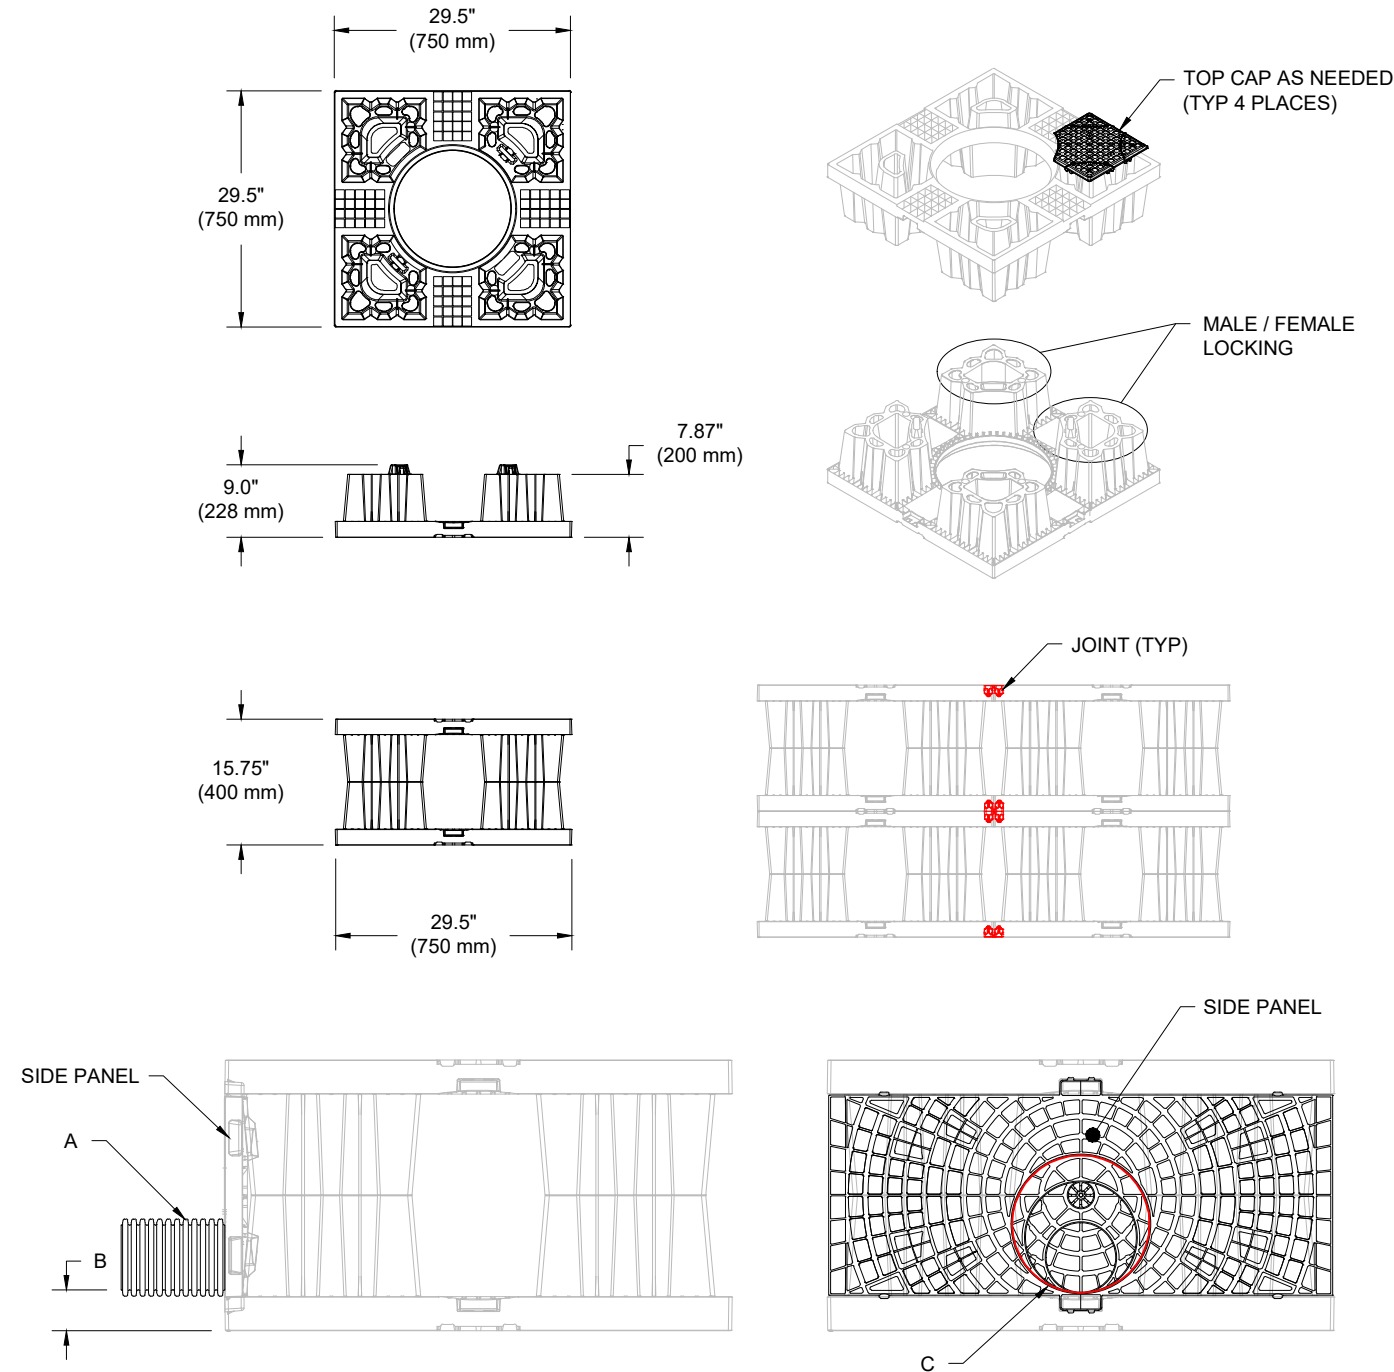 29.5"
(750 mm)
TOP CAP AS NEEDED
(TYP 4 PLACES)
29.5"
(750 mm)
MALE / FEMALE
LOCKING
7.87"
(200 mm)
9.0"
(228 mm)
JOINT (TYP)
15.75"
(400 mm)
29.5"
(750 mm)
SIDE PANEL
SIDE PANEL
A
B
C